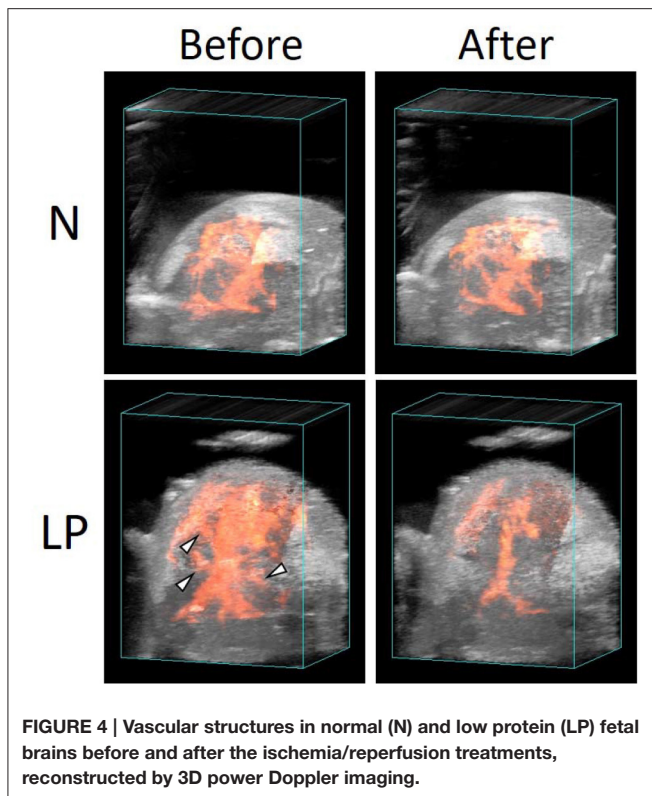 Before After
N
LP
FIGURE 4 | Vascular structures in normal (N) and low protein (LP) fetal
brains before and after the ischemia/reperfusion treatments,
reconstructed by 3D power Doppler imaging.